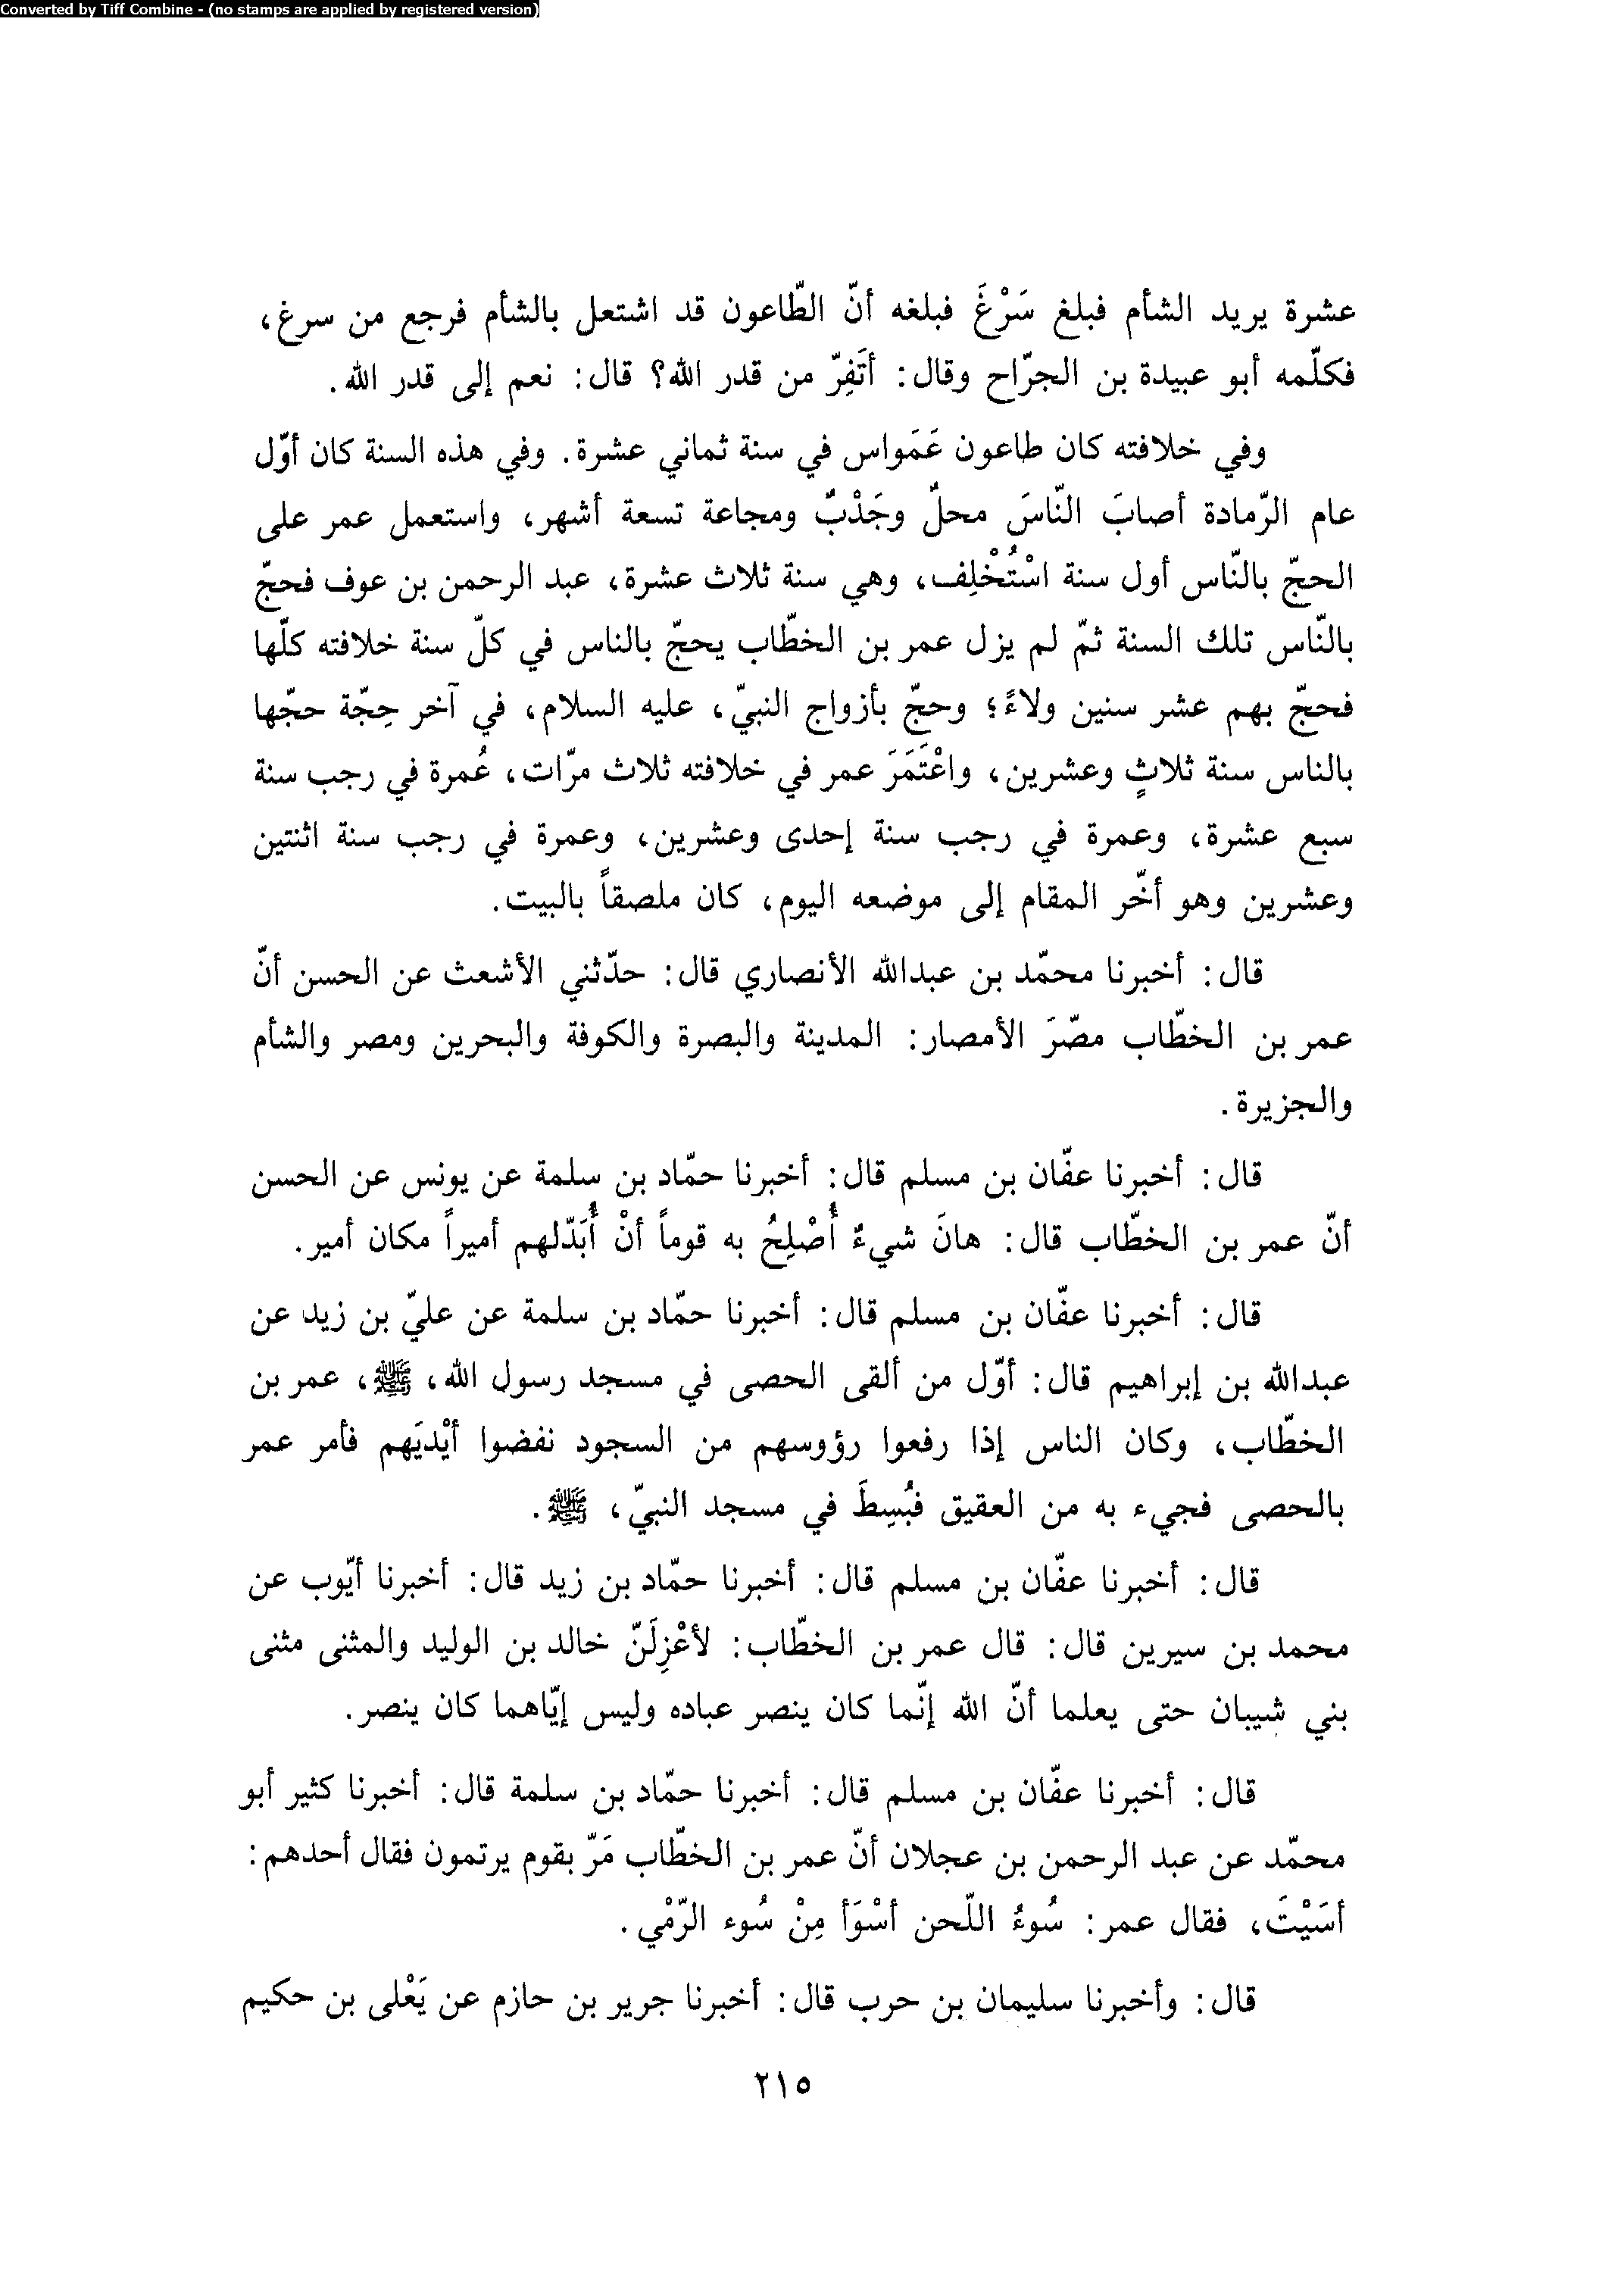 Converted by Tiff Combine - (no stamps are applied by registered version)
عشرة يريد الشأم فبلغ سَرْغَ فبلغه أنّ الطّاعون قد اشتعل بالشأم فرجع من سرغ،
فكلّمه أبو عبيدة بن الجرّاح وقال: أتَفِرّ من قدر الله؟ قال: نعم إلى قدر الله.
وفي خلافته كان طاعون عَمَواس في سنة ثماني عشرة. وفي هذه السنة كان أوّل
عام الرّمادة أصابَ النّاسَ محلٌ وجَدْبٌ ومجاعة تسعة أشهر، واستعمل عمر على
الحجّ بالنّاس أول سنة اسْتُخْلِف، وهي سنة ثلاث عشرة، عبد الرحمن بن عوف فحجّ
بالنّاس تلك السنة ثمّ لم يزل عمر بن الخطّاب يحجّ بالناس في كلّ سنة خلافته كلّها
فحجّ بهم عشر سنين ولاءً؛ وحجّ بأزواج النبيّ، عليه السلام، في آخر حِجّة حجّها
بالناس سنة ثلاثٍ وعشرين، واعْتَمَرَ عمر في خلافته ثلاث مرّات، عُمرة في رجب سنة
سبع عشرة، وعمرة في رجب سنة إحدى وعشرين، وعمرة في رجب سنة اثنتين
وعشرين وهو أخّر المقام إلى موضعه اليوم، كان ملصقاً بالبيت.
قال: أخبرنا محمّد بن عبدالله الأنصاري قال: حدّثني الأشعث عن الحسن أنّ
عمر بن الخطّاب مصّرَ الأمصار: المدينة والبصرة والكوفة والبحرين ومصر والشأم
والجزيرة.
قال: أخبرنا عفّان بن مسلم قال: أخبرنا حمّاد بن سلمة عن يونس عن الحسن
أنّ عمر بن الخطّاب قال: هانَ شيءٌ أُصْلِحُ به قوماً أنْ أُبَدّلهم أميراً مكان أمير.
قال: أخبرنا عفّان بن مسلم قال: أخبرنا حمّاد بن سلمة عن عليّ بن زيد عن
عبدالله بن إبراهيم قال: أوّل من ألقى الحصى في مسجد رسول الله، ﷺ، عمر بن
الخطّاب، وكان الناس إذا رفعوا رؤوسهم من السجود نفضوا أيْديَهم فأمر عمر
بالحصى فجيء به من العقيق فبُسِطَ في مسجد النبيّ، ﷺ.
قال: أخبرنا عفّان بن مسلم قال: أخبرنا حمّاد بن زيد قال: أخبرنا أيّوب عن
محمد بن سيرين قال: قال عمر بن الخطّاب: لأعْزِلَنّ خالد بن الوليد والمثنى مثنى
بني شيبان حتى يعلما أنّ الله إنّما كان ينصر عباده وليس إيّاهما كان ينصر.
قال: أخبرنا عفّان بن مسلم قال: أخبرنا حمّاد بن سلمة قال: أخبرنا كثير أبو
محمّد عن عبد الرحمن بن عجلان أنّ عمر بن الخطّاب مَرّ بقوم يرتمون فقال أحدهم:
أسَيْتَ، فقال عمر: سُوءُ اللّحن أسْوَأ مِنْ سُوء الرّمْي.
قال: وأخبرنا سليمان بن حرب قال: أخبرنا جرير بن حازم عن يَعْلى بن حكيم
٢١٥